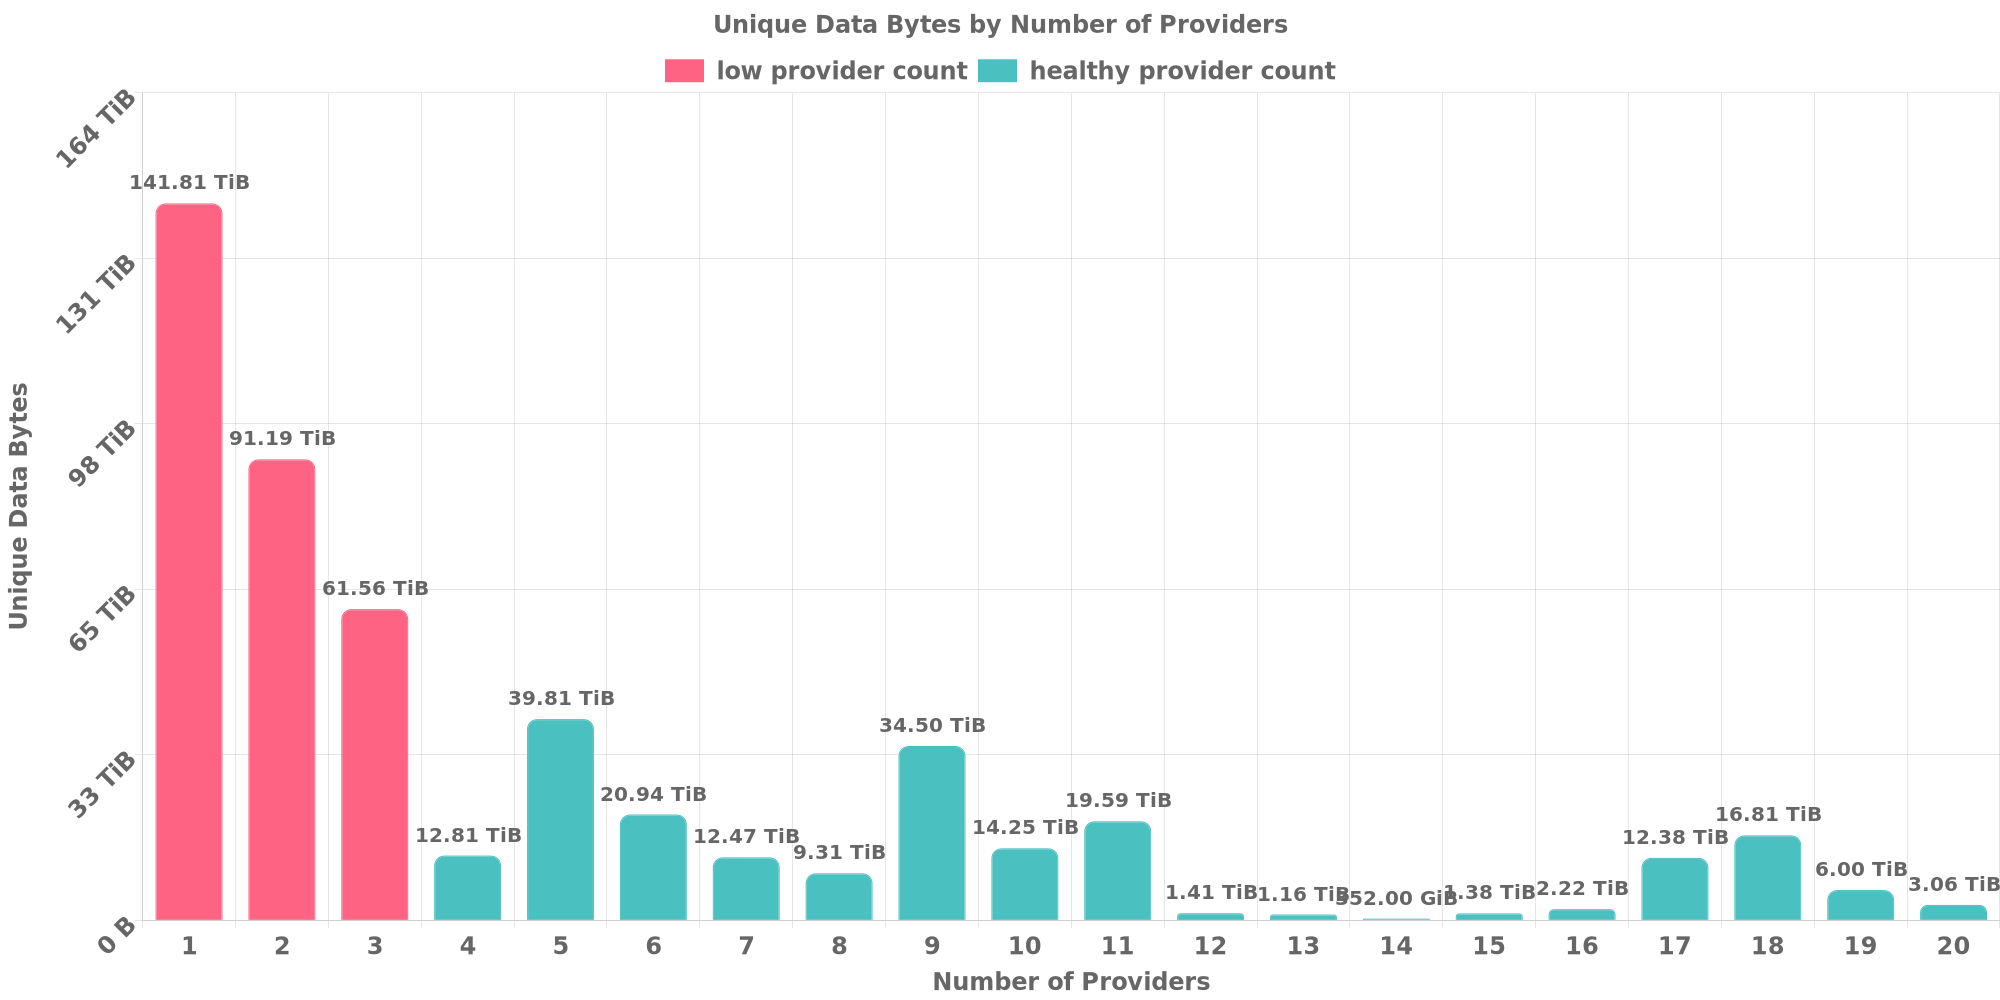 Unique Data Bytes by Number of Providers
low provider count healthy provider count
164 TiB
131 TiB
98 TiB
65 TiB
33 TiB
0 B
Unique Data Bytes
141.81 TiB
91.19 TiB
61.56 TiB
12.81 TiB
39.81 TiB
20.94 TiB
12.47 TiB
9.31 TiB
34.50 TiB
14.25 TiB
19.59 TiB
1.41 TiB
1.16 TiB
GiB
1.38 TiB
2.22 TiB
12.38 TiB
16.81 TiB
6.00 TiB
3.06 TiB
1 2 3 4 5 6 7 8 9 10 11 12 13 14 15 16 17 18 19 20
Number of Providers